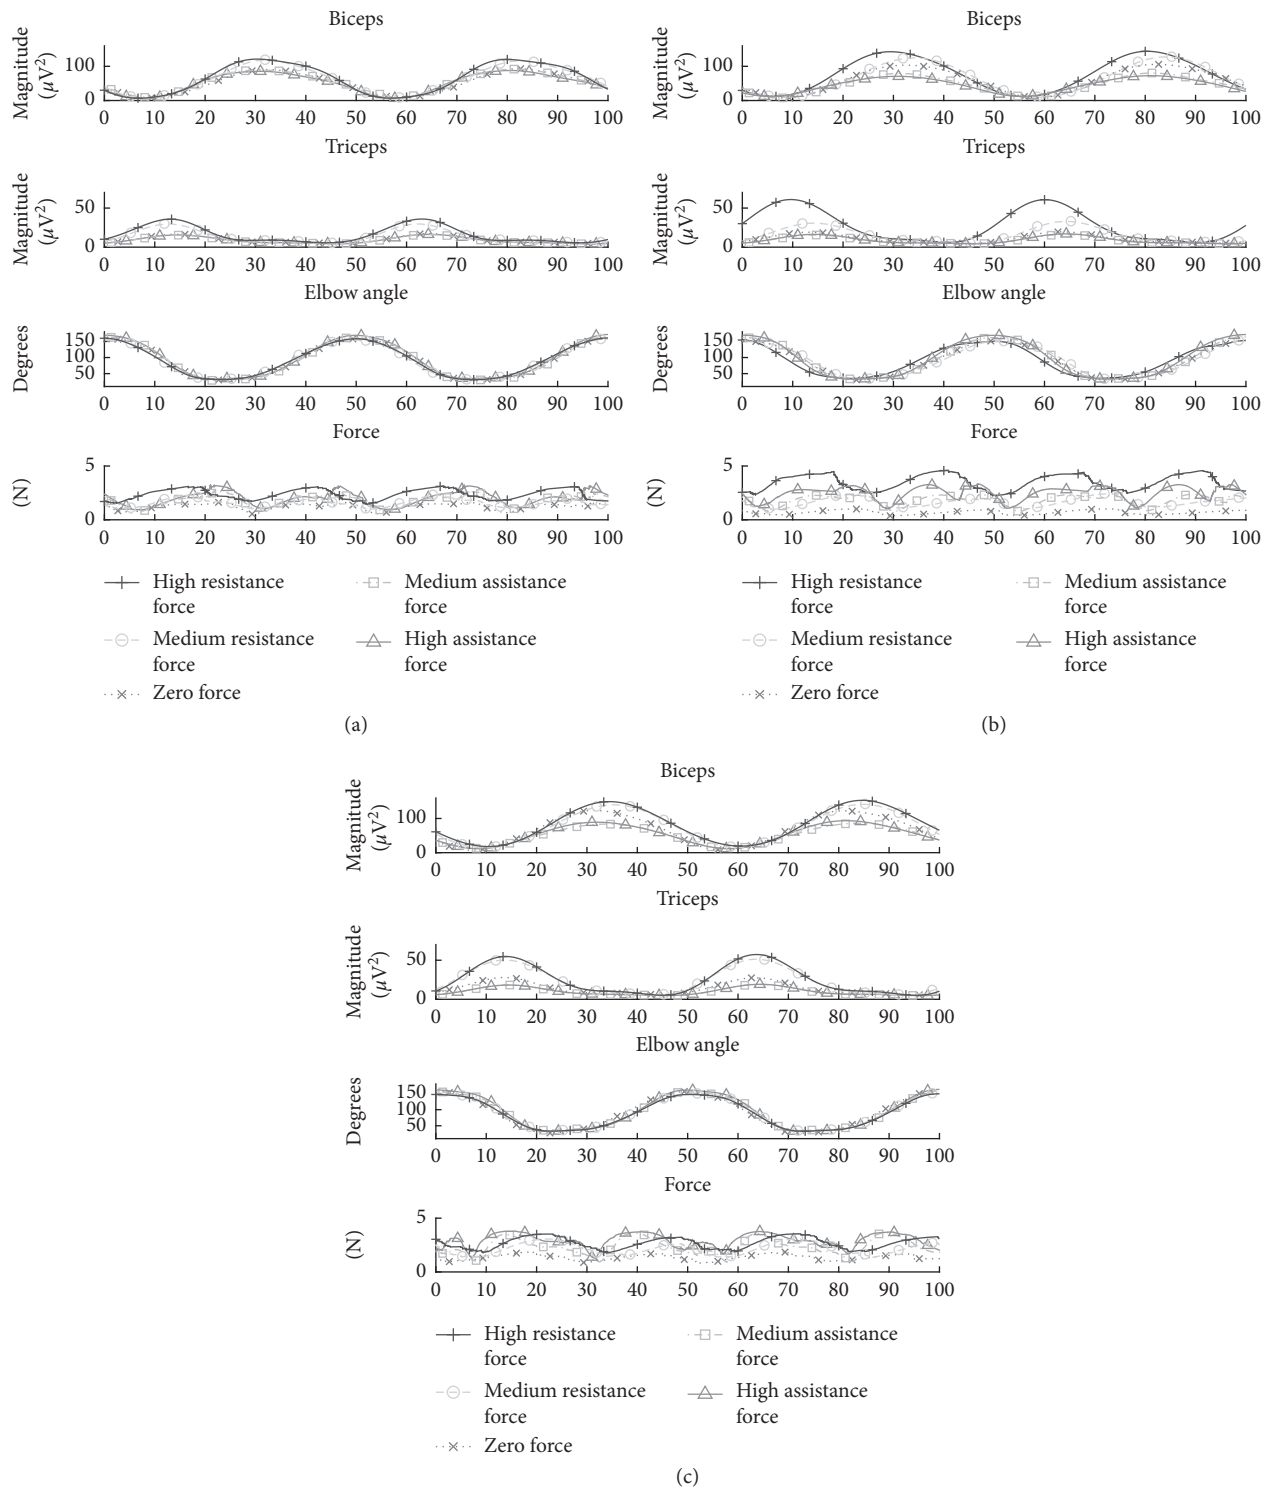 Biceps
Magnitude
(μV²)
100
0
0 10 20 30 40 50 60 70 80 90 100
Triceps
Magnitude
(μV²)
50
0
0 10 20 30 40 50 60 70 80 90 100
Elbow angle
Degrees
150
100
50
0 10 20 30 40 50 60 70 80 90 100
Force
(N)
5
0
0 10 20 30 40 50 60 70 80 90 100
High resistance
force
Medium resistance
force
Zero force
Medium assistance
force
High assistance
force
(a)
Biceps
Magnitude
(μV²)
100
0
0 10 20 30 40 50 60 70 80 90 100
Triceps
Magnitude
(μV²)
50
0
0 10 20 30 40 50 60 70 80 90 100
Elbow angle
Degrees
150
100
50
0 10 20 30 40 50 60 70 80 90 100
Force
(N)
5
0
0 10 20 30 40 50 60 70 80 90 100
High resistance
force
Medium resistance
force
Zero force
Medium assistance
force
High assistance
force
(b)
Biceps
Magnitude
(μV²)
100
0
0 10 20 30 40 50 60 70 80 90 100
Triceps
Magnitude
(μV²)
50
0
0 10 20 30 40 50 60 70 80 90 100
Elbow angle
Degrees
150
100
50
0 10 20 30 40 50 60 70 80 90 100
Force
(N)
5
0
0 10 20 30 40 50 60 70 80 90 100
High resistance
force
Medium resistance
force
Zero force
Medium assistance
force
High assistance
force
(c)